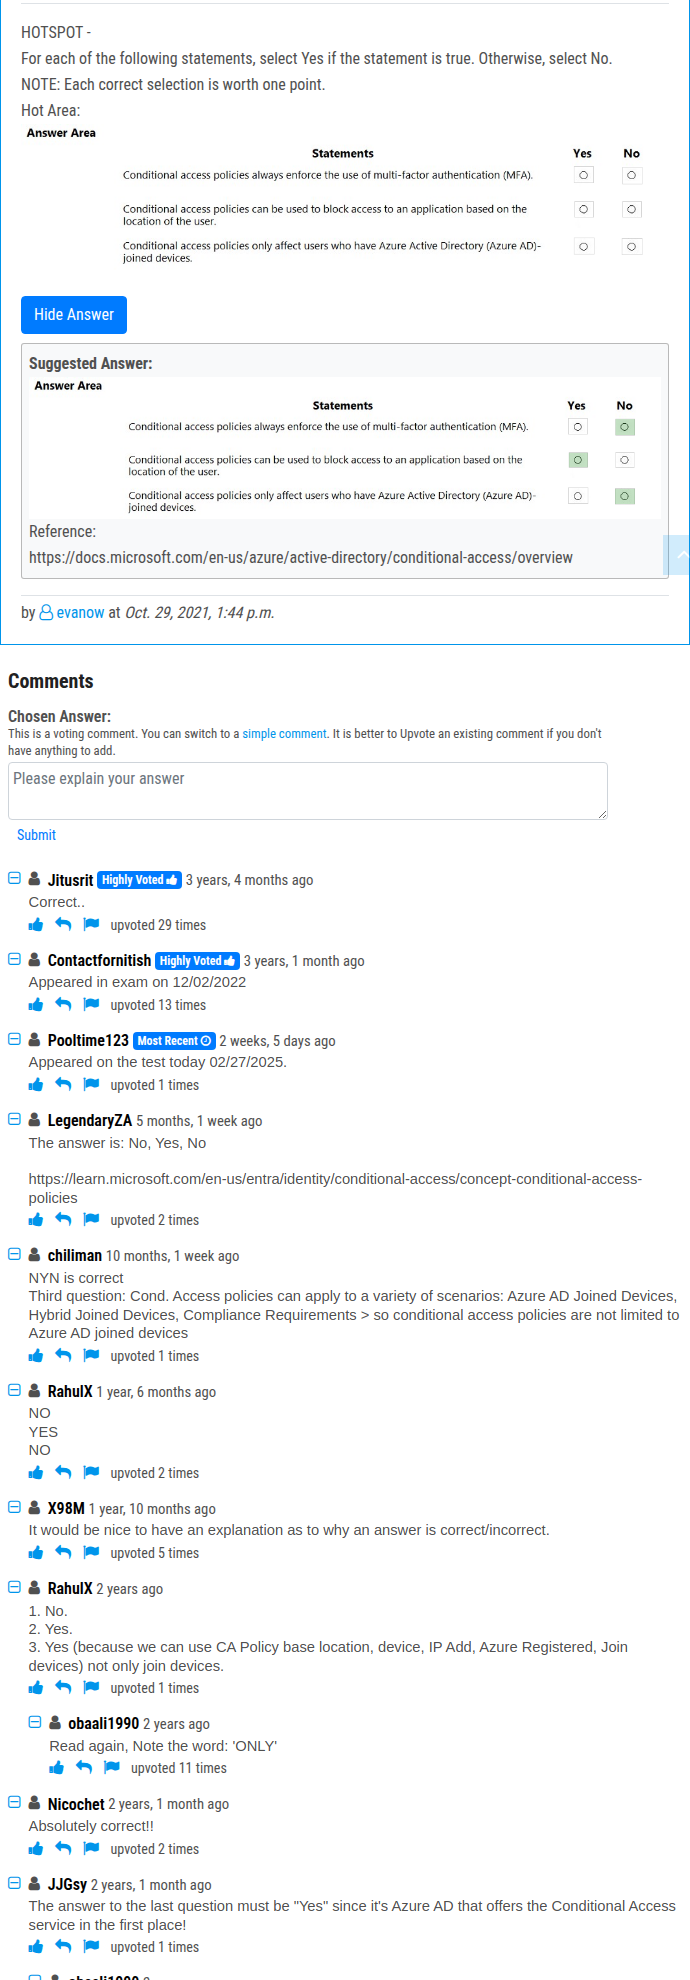 HOTSPOT -
For each of the following statements, select Yes if the statement is true. Otherwise, select No.
NOTE: Each correct selection is worth one point.
Hot Area:
Answer Area
Statements Yes No
Conditional access policies always enforce the use of multi-factor authentication (MFA).
Conditional access policies can be used to block access to an application based on the
location of the user.
Conditional access policies only affect users who have Azure Active Directory (Azure AD)-
joined devices.
Hide Answer
Suggested Answer:
Answer Area
Statements Yes No
Conditional access policies always enforce the use of multi-factor authentication (MFA).
Conditional access policies can be used to block access to an application based on the
location of the user.
Conditional access policies only affect users who have Azure Active Directory (Azure AD)-
joined devices.
Reference:
https://docs.microsoft.com/en-us/azure/active-directory/conditional-access/overview
by evanow at Oct. 29, 2021, 1:44 p.m.
Comments
Chosen Answer:
This is a voting comment. You can switch to a simple comment. It is better to Upvote an existing comment if you don't
have anything to add.
Please explain your answer
Submit
Jitusrit Highly Voted 3 years, 4 months ago
Correct..
upvoted 29 times
Contactfornitish Highly Voted 3 years, 1 month ago
Appeared in exam on 12/02/2022
upvoted 13 times
Pooltime123 Most Recent 2 weeks, 5 days ago
Appeared on the test today 02/27/2025.
upvoted 1 times
LegendaryZA 5 months, 1 week ago
The answer is: No, Yes, No
https://learn.microsoft.com/en-us/entra/identity/conditional-access/concept-conditional-access-
policies
upvoted 2 times
chiliman 10 months, 1 week ago
NYN is correct
Third question: Cond. Access policies can apply to a variety of scenarios: Azure AD Joined Devices,
Hybrid Joined Devices, Compliance Requirements > so conditional access policies are not limited to
Azure AD joined devices
upvoted 1 times
RahulX 1 year, 6 months ago
NO
YES
NO
upvoted 2 times
X98M 1 year, 10 months ago
It would be nice to have an explanation as to why an answer is correct/incorrect.
upvoted 5 times
RahulX 2 years ago
1. No.
2. Yes.
3. Yes (because we can use CA Policy base location, device, IP Add, Azure Registered, Join
devices) not only join devices.
upvoted 1 times
obaali1990 2 years ago
Read again, Note the word: 'ONLY'
upvoted 11 times
Nicochet 2 years, 1 month ago
Absolutely correct!!
upvoted 2 times
JJGsy 2 years, 1 month ago
The answer to the last question must be "Yes" since it's Azure AD that offers the Conditional Access
service in the first place!
upvoted 1 times